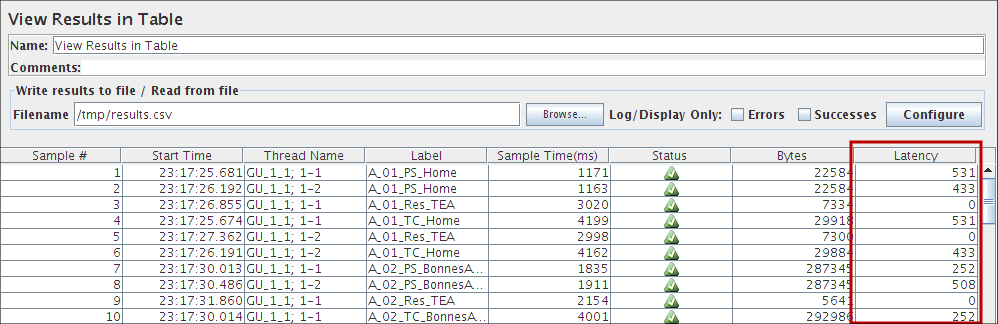 View Results in Table
Name: View Results in Table
Comments:
Write results to file / Read from file
Filename /tmp/results.csv Browse... Log/Display Only: Errors Successes Configure
Sample # Start Time Thread Name Label Sample Time(ms) Status Bytes Latency
1 23:17:25.681 GU_1_1; 1-1 A_01_PS_Home 1171 22584 531
2 23:17:26.192 GU_1_1; 1-2 A_01_PS_Home 1163 22584 433
3 23:17:26.855 GU_1_1; 1-1 A_01_Res_TEA 3020 7334 0
4 23:17:25.674 GU_1_1; 1-1 A_01_TC_Home 4199 29918 531
5 23:17:27.362 GU_1_1; 1-2 A_01_Res_TEA 2998 7300 0
6 23:17:26.191 GU_1_1; 1-2 A_01_TC_Home 4162 29884 433
7 23:17:30.013 GU_1_1; 1-1 A_02_PS_BonnesA... 1835 287345 252
8 23:17:30.486 GU_1_1; 1-2 A_02_PS_BonnesA... 1911 287345 508
9 23:17:31.860 GU_1_1; 1-1 A_02_Res_TEA 2154 5641 0
10 23:17:30.014 GU_1_1; 1-1 A_02_TC_BonnesA... 4001 292986 252